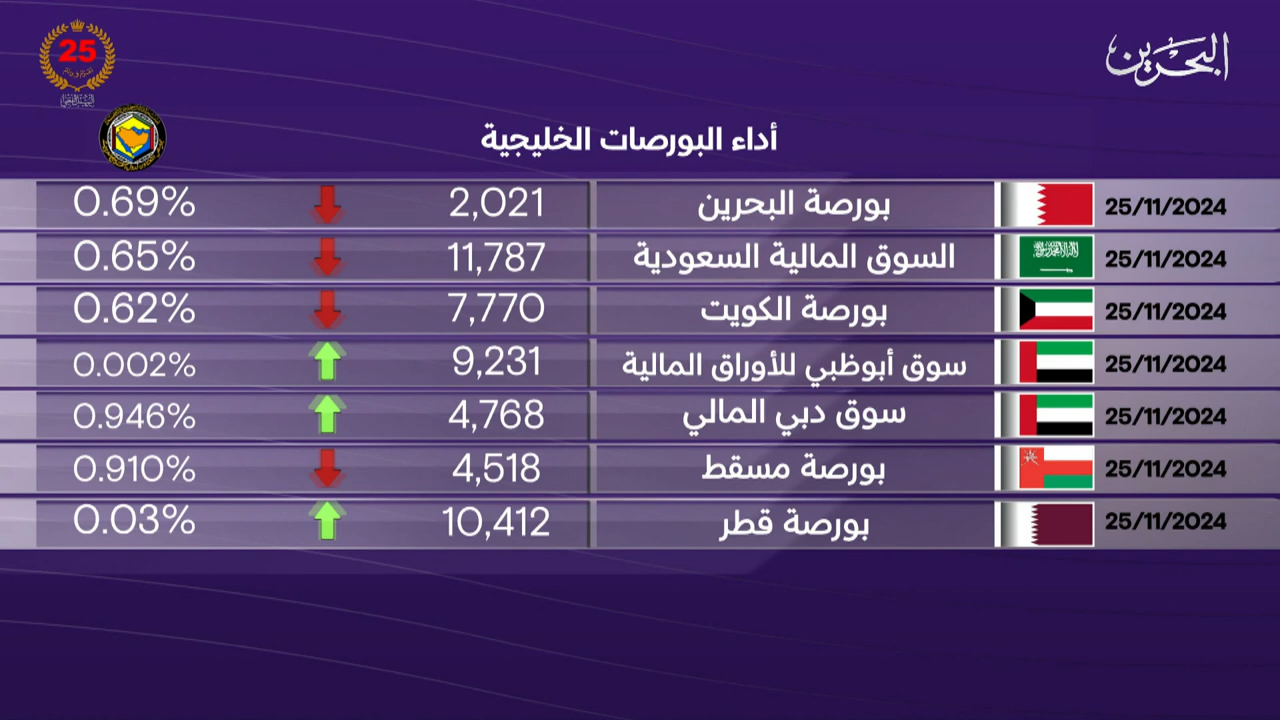 البحرين
25
أداء البورصات الخليجية
25/11/2024 بورصة البحرين 2,021 0.69%
25/11/2024 السوق المالية السعودية 11,787 0.65%
25/11/2024 بورصة الكويت 7,770 0.62%
25/11/2024 سوق أبوظبي للأوراق المالية 9,231 0.002%
25/11/2024 سوق دبي المالي 4,768 0.946%
25/11/2024 بورصة مسقط 4,518 0.910%
25/11/2024 بورصة قطر 10,412 0.03%